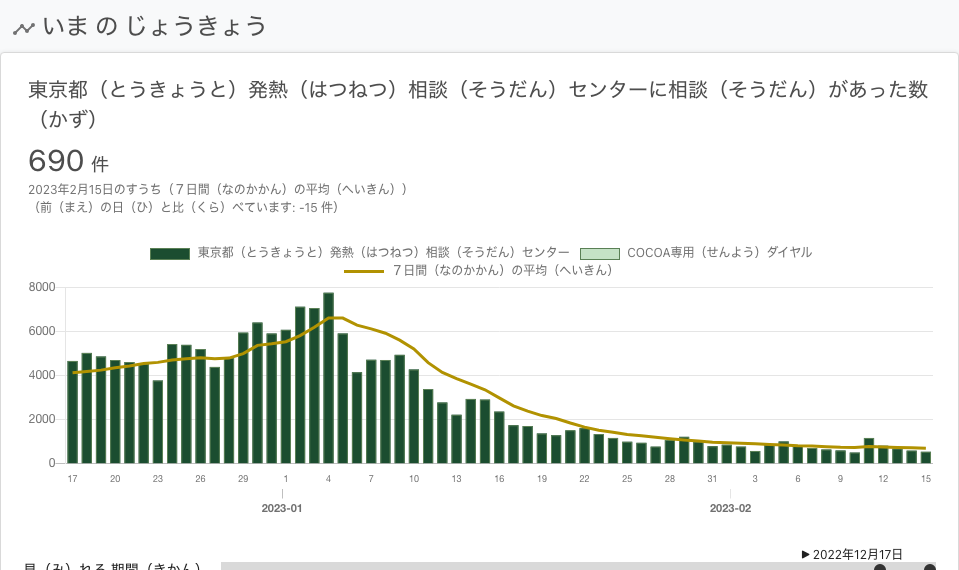 いま の じょうきょう
東京都（とうきょうと）発熱（はつねつ）相談（そうだん）センターに相談（そうだん）があった数
（かず）
690 件
2023年2月15日のすうち（７日間（なのかかん）の平均（へいきん））
（前（まえ）の日（ひ）と比（くら）べています: -15 件）
東京都（とうきょうと）発熱（はつねつ）相談（そうだん）センター COCOA専用（せんよう）ダイヤル
７日間（なのかかん）の平均（へいきん）
8000
6000
4000
2000
0
17 20 23 26 29 1 4 7 10 13 16 19 22 25 28 31 3 6 9 12 15
2023-01 2023-02
▶ 2022年12月17日
見（み）れる 期間（きかん）